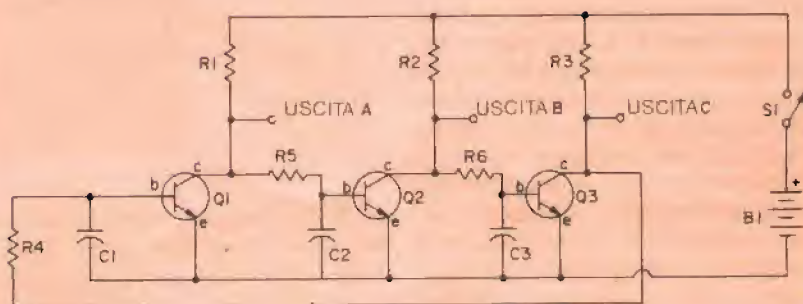 R1
R2
R3
USCITA A
USCITA B
USCITA C
S1
R5
R6
c
c
c
b
Q1
b
Q2
b
Q3
+
B1
e
e
e
R4
C1
C2
C3